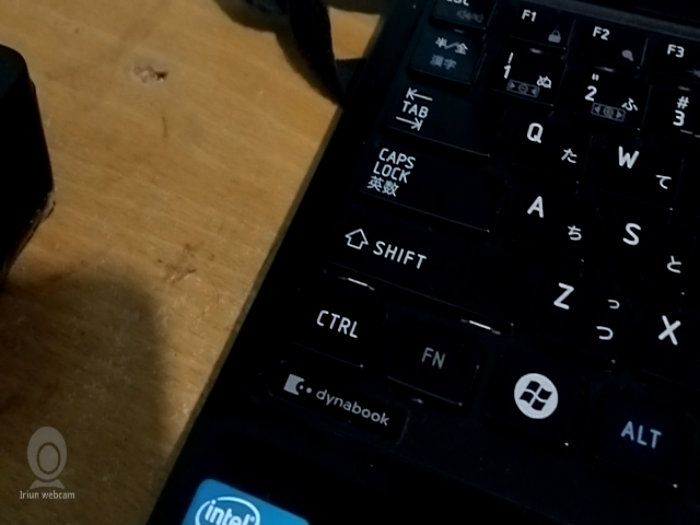 F1
F2
F3
半/全
漢字
!
1 ぬ
"
2 ふ
#
3
TAB
Q た
W て
CAPS
LOCK
英数
A ち
S と
SHIFT
Z っ
つ
X
CTRL
FN
ALT
dynabook
intel
Iriun webcam